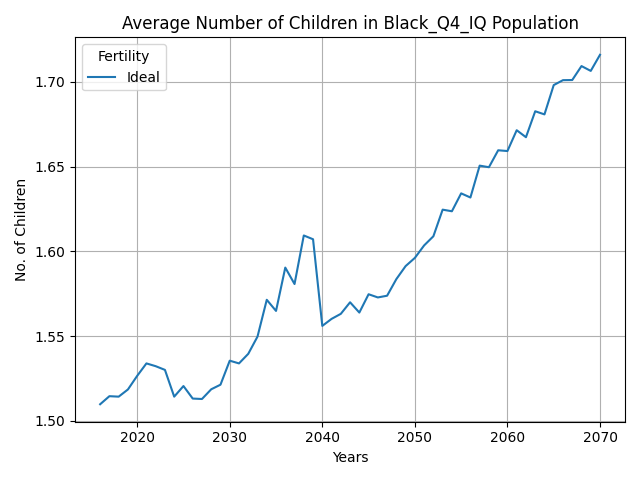 Average Number of Children in Black_Q4_IQ Population
Fertility
Ideal
1.70
1.65
1.60
1.55
1.50
No. of Children
2020 2030 2040 2050 2060 2070
Years